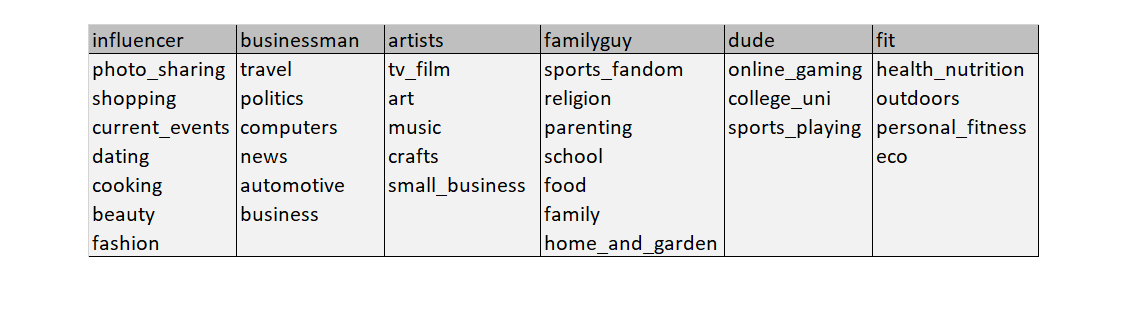 influencer businessman artists familyguy dude fit
photo_sharing travel tv_film sports_fandom online_gaming health_nutrition
shopping politics art religion college_uni outdoors
current_events computers music parenting sports_playing personal_fitness
dating news crafts school eco
cooking automotive small_business food
beauty business family
fashion home_and_garden